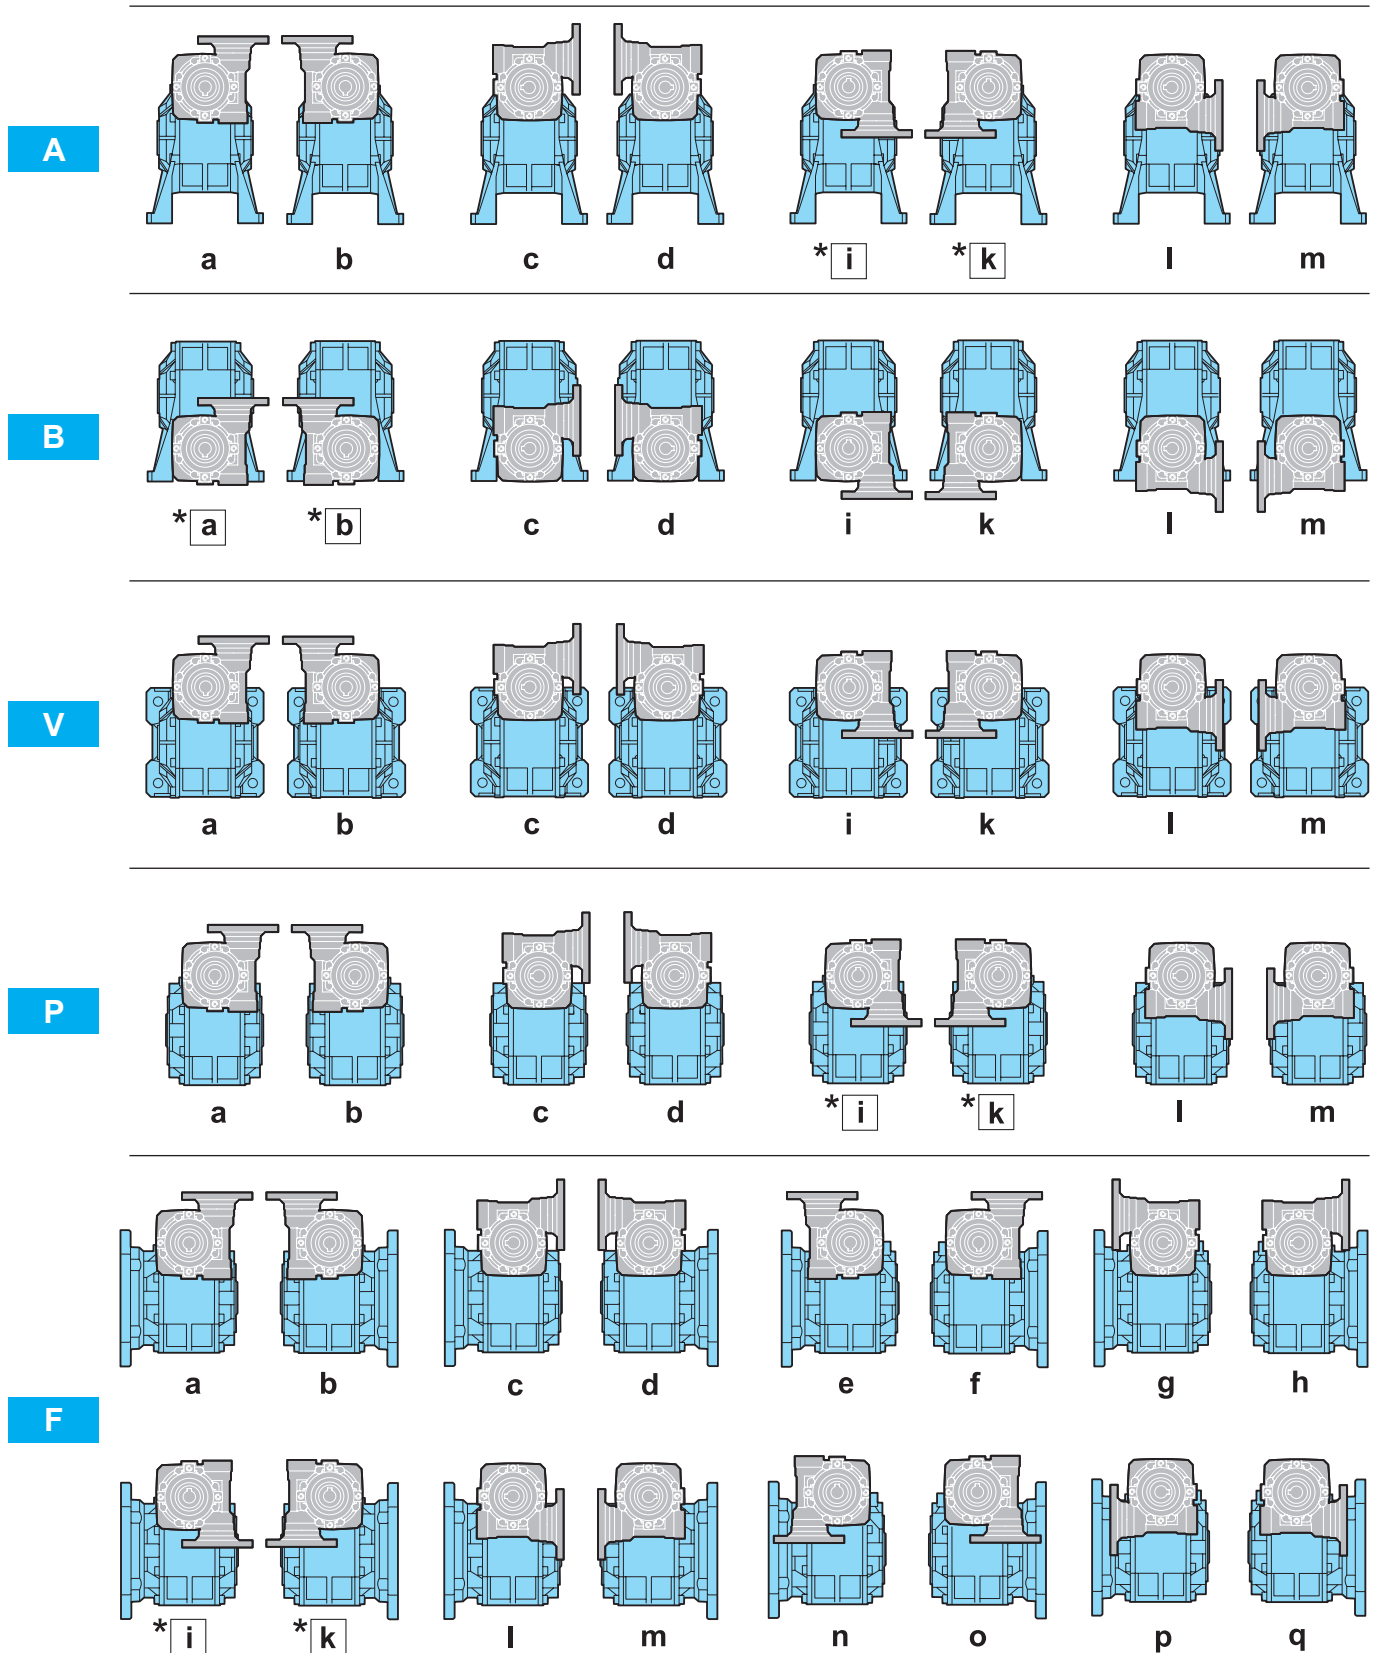 A
a b c d * i * k l m
B
* a * b c d i k l m
V
a b c d i k l m
P
a b c d * i * k l m
F
a b c d e f g h
* i * k l m n o p q